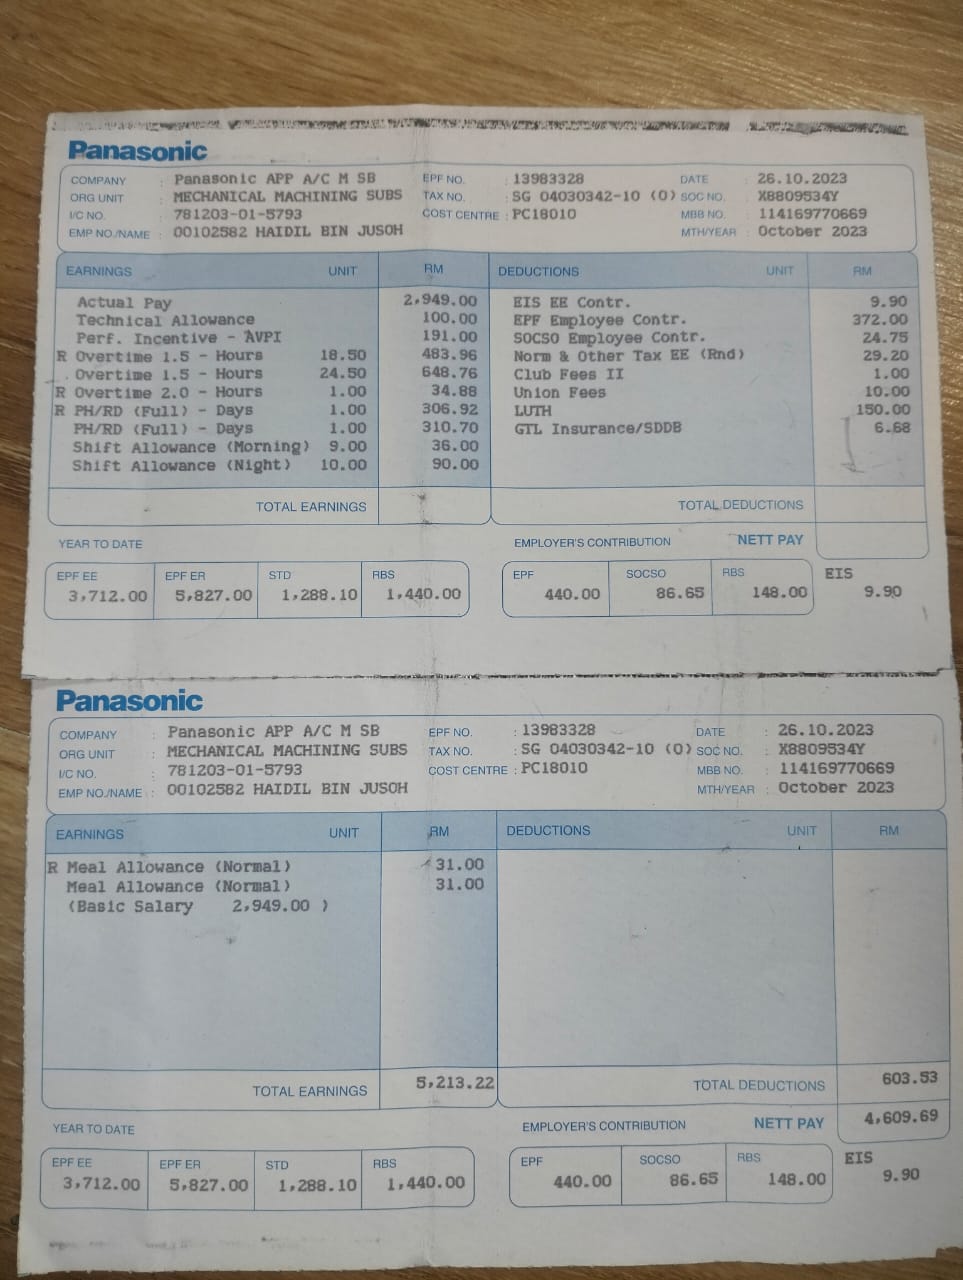 Panasonic
COMPANY : Panasonic APP A/C M SB EPF NO. : 13983328 DATE : 26.10.2023
ORG UNIT : MECHANICAL MACHINING SUBS TAX NO. : SG 04030342-10 (0) SOC NO. : X8809534Y
I/C NO. : 781203-01-5793 COST CENTRE : PC18010 MBB NO. : 114169770669
EMP NO./NAME : 00102582 HAIDIL BIN JUSOH MTH/YEAR : October 2023
EARNINGS UNIT RM DEDUCTIONS UNIT RM
Actual Pay 2,949.00 EIS EE Contr. 9.90
Technical Allowance 100.00 EPF Employee Contr. 372.00
Perf. Incentive - AVPI 191.00 SOCSO Employee Contr. 24.75
R Overtime 1.5 - Hours 18.50 483.96 Norm & Other Tax EE (Rnd) 29.20
Overtime 1.5 - Hours 24.50 648.76 Club Fees II 1.00
R Overtime 2.0 - Hours 1.00 34.88 Union Fees 10.00
R PH/RD (Full) - Days 1.00 306.92 LUTH 150.00
PH/RD (Full) - Days 1.00 310.70 GTL Insurance/SDDB 6.68
Shift Allowance (Morning) 9.00 36.00
Shift Allowance (Night) 10.00 90.00
TOTAL EARNINGS TOTAL DEDUCTIONS
YEAR TO DATE EMPLOYER'S CONTRIBUTION NETT PAY
EPF EE EPF ER STD RBS EPF SOCSO RBS EIS
3,712.00 5,827.00 1,288.10 1,440.00 440.00 86.65 148.00 9.90
Panasonic
COMPANY : Panasonic APP A/C M SB EPF NO. : 13983328 DATE : 26.10.2023
ORG UNIT : MECHANICAL MACHINING SUBS TAX NO. : SG 04030342-10 (0) SOC NO. : X8809534Y
I/C NO. : 781203-01-5793 COST CENTRE : PC18010 MBB NO. : 114169770669
EMP NO./NAME : 00102582 HAIDIL BIN JUSOH MTH/YEAR : October 2023
EARNINGS UNIT RM DEDUCTIONS UNIT RM
R Meal Allowance (Normal) 31.00
Meal Allowance (Normal) 31.00
(Basic Salary 2,949.00 )
TOTAL EARNINGS 5,213.22 TOTAL DEDUCTIONS 603.53
YEAR TO DATE EMPLOYER'S CONTRIBUTION NETT PAY 4,609.69
EPF EE EPF ER STD RBS EPF SOCSO RBS EIS
3,712.00 5,827.00 1,288.10 1,440.00 440.00 86.65 148.00 9.90